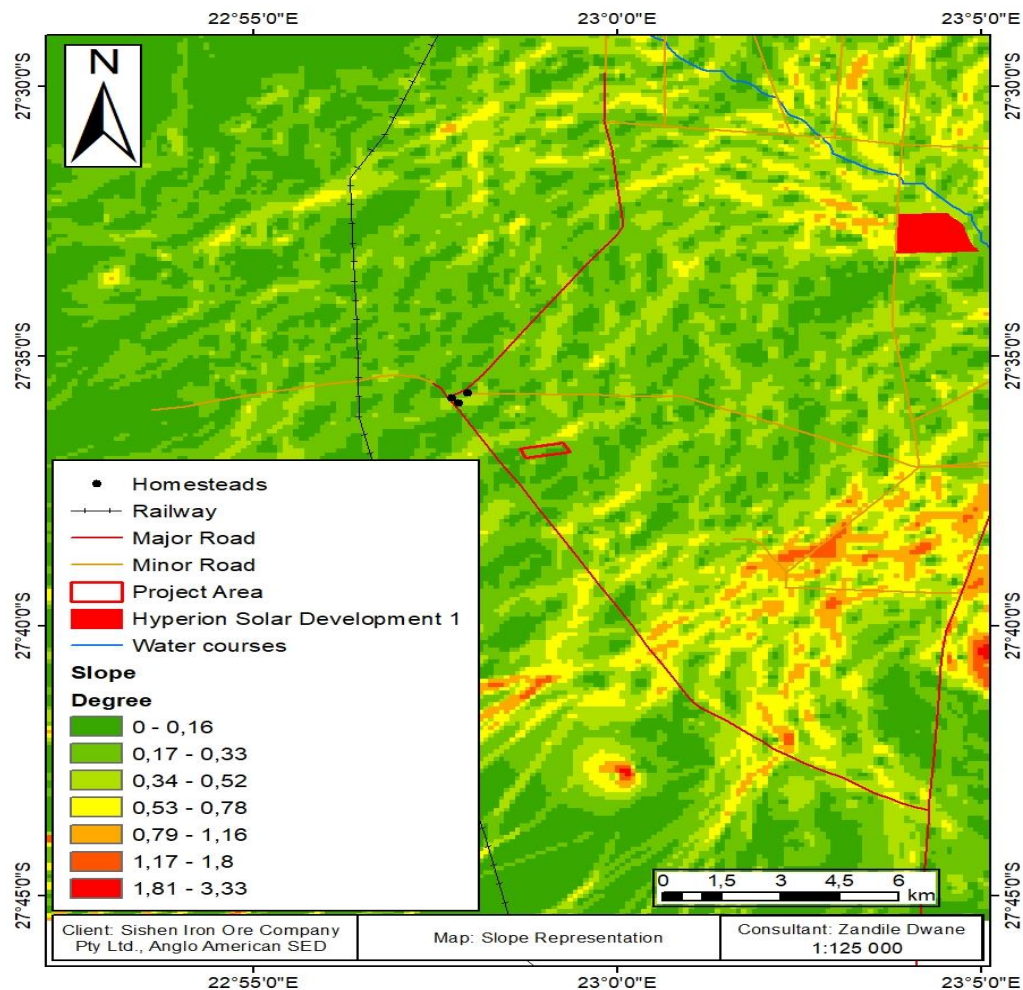 22°55'0"E
23°0'0"E
23°5'0"E
N
27°30'0"S
27°30'0"S
27°35'0"S
27°35'0"S
27°40'0"S
27°40'0"S
27°45'0"S
27°45'0"S
Homesteads
Railway
Major Road
Minor Road
Project Area
Hyperion Solar Development 1
Water courses
Slope
Degree
0 - 0,16
0,17 - 0,33
0,34 - 0,52
0,53 - 0,78
0,79 - 1,16
1,17 - 1,8
1,81 - 3,33
0 1,5 3 4,5 6
km
Client: Sishen Iron Ore Company
Pty Ltd., Anglo American SED
Map: Slope Representation
Consultant: Zandile Dwane
1:125 000
22°55'0"E
23°0'0"E
23°5'0"E